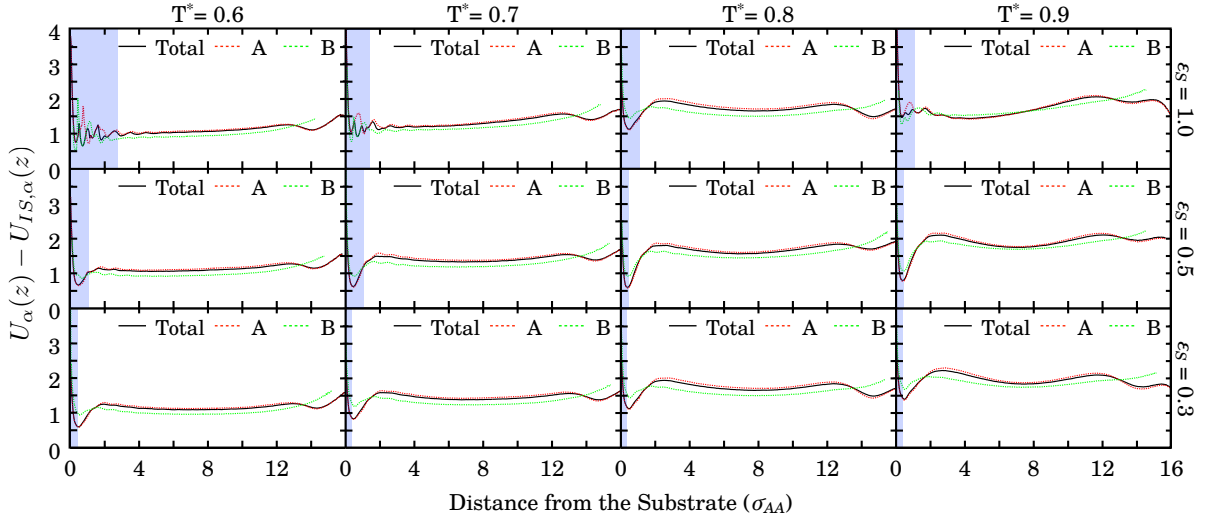 T* = 0.6 T* = 0.7 T* = 0.8 T* = 0.9
4 Total A B Total A B Total A B Total A B
3
2
1
0
εS = 1.0
3 Total A B Total A B Total A B Total A B
2
1
0
εS = 0.5
3 Total A B Total A B Total A B Total A B
2
1
0
εS = 0.3
0 4 8 12 0 4 8 12 0 4 8 12 0 4 8 12 16
Uα(z) − UIS,α(z)
Distance from the Substrate (σAA)